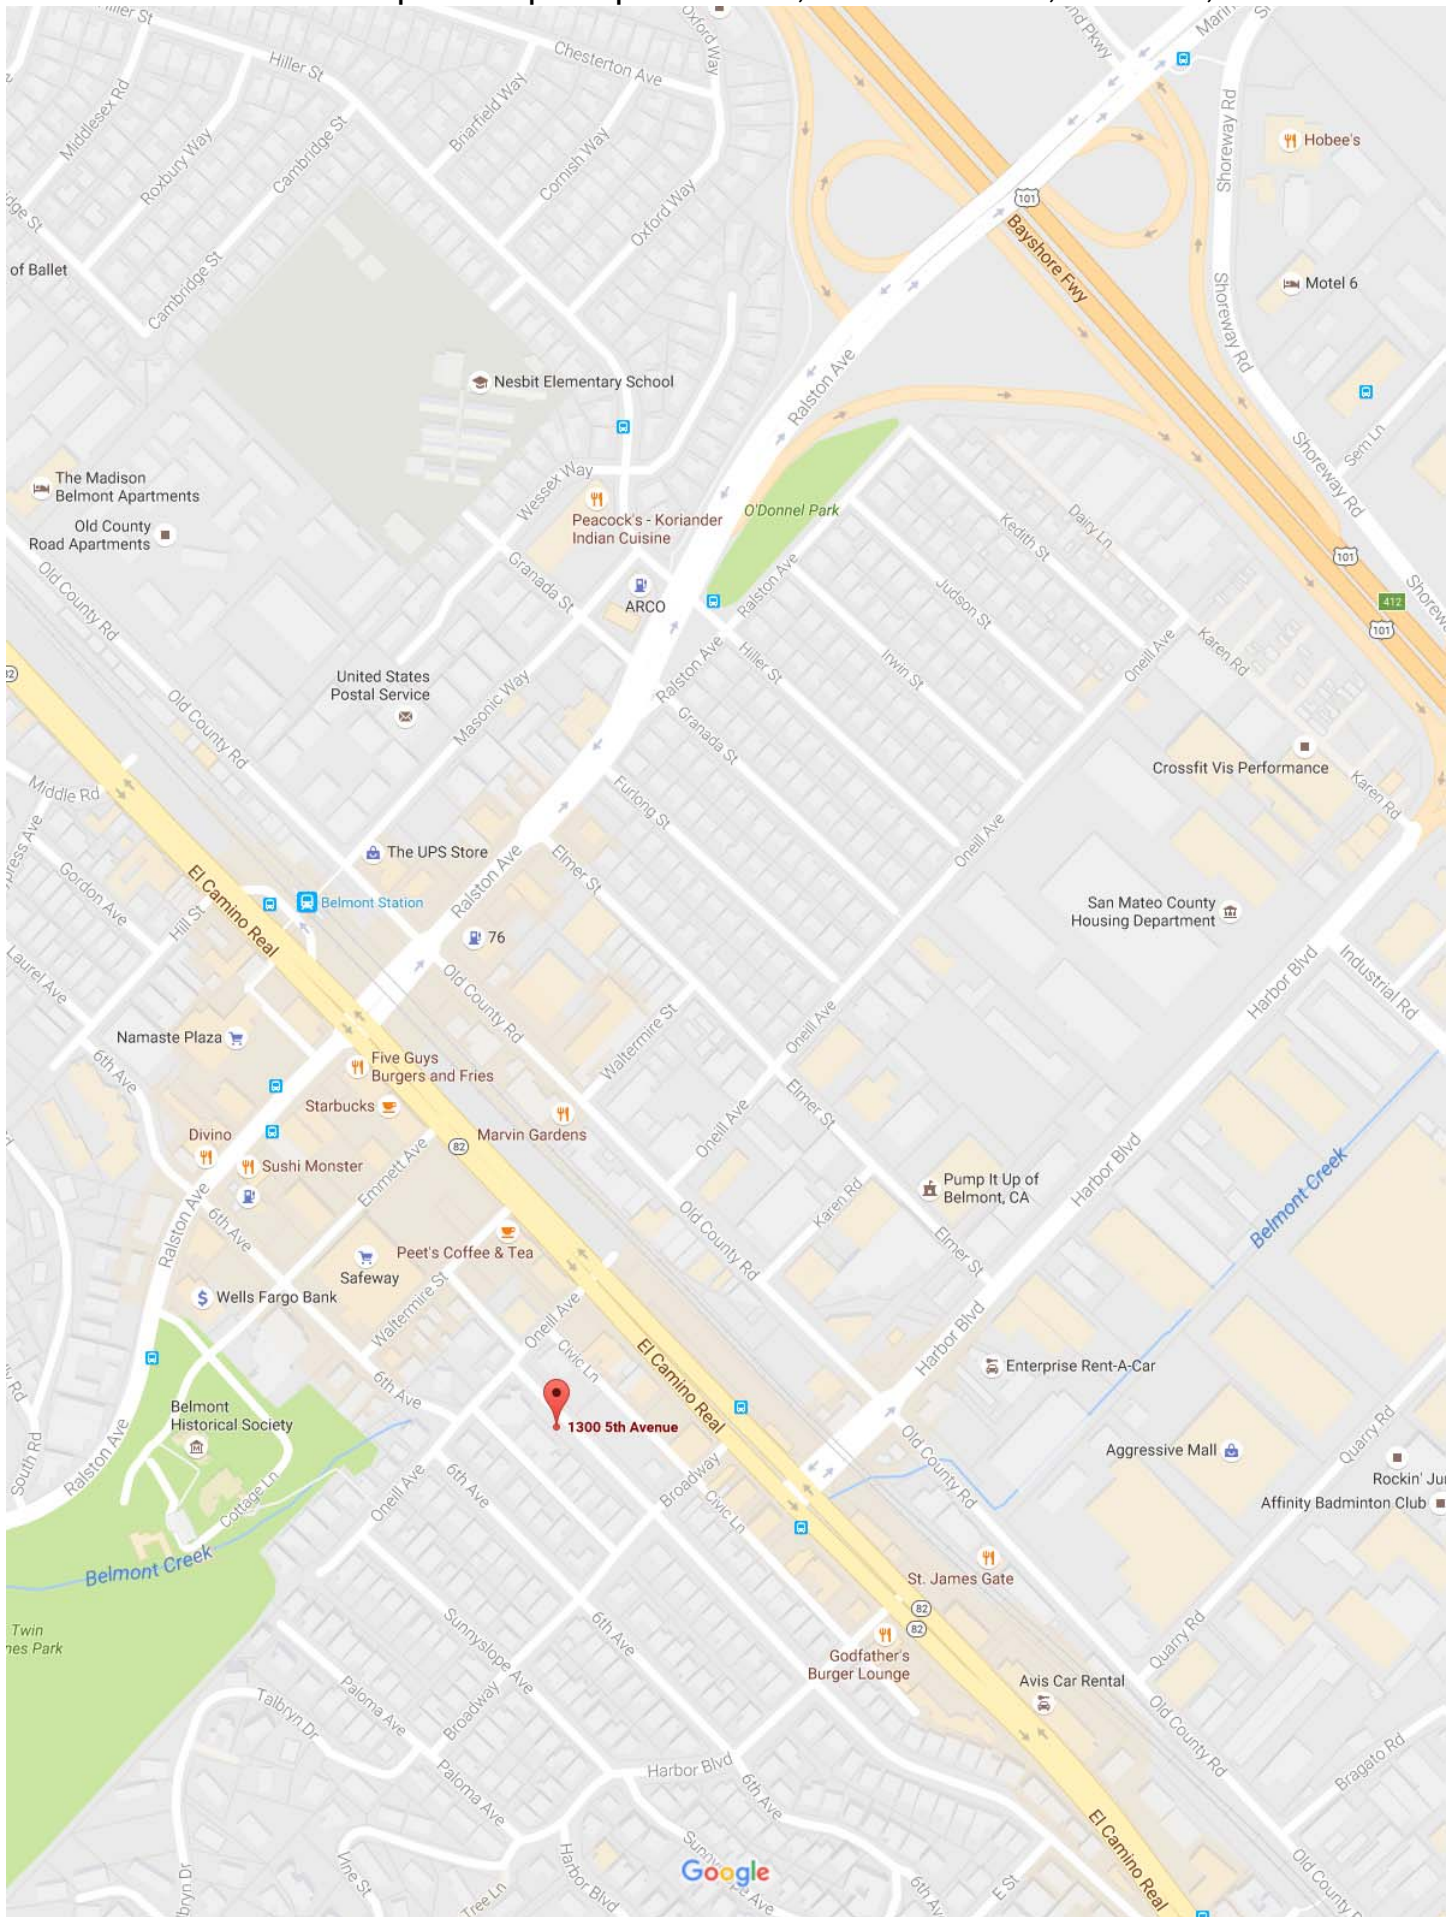 Hiller St
Chesterton Ave
Oxford Way
Middlesex Rd
Roxbury Way
Cambridge St
Briarfield Way
Cornish Way
Oxford Way
Shoreway Rd
Hobee's
101
Bayshore Fwy
of Ballet
Cambridge St
Motel 6
Shoreway Rd
Nesbit Elementary School
Ralston Ave
Wessex Way
Shoreway Rd
Sem Ln
The Madison
Belmont Apartments
Old County
Road Apartments
Peacock's - Koriander
Indian Cuisine
O'Donnel Park
Kedith St
Dairy Ln
101
Old County Rd
Granada St
ARCO
Ralston Ave
Judson St
412
101
United States
Postal Service
Masonic Way
Ralston Ave
Hiller St
Irwin St
Oneill Ave
Karen Rd
Old County Rd
Granada St
Middle Rd
Furlong St
Crossfit Vis Performance
Karen Rd
The UPS Store
Ralston Ave
Elmer St
Oneill Ave
Gordon Ave
Hill St
El Camino Real
Belmont Station
76
San Mateo County
Housing Department
Laurel Ave
Old County Rd
Harbor Blvd
Industrial Rd
Namaste Plaza
6th Ave
Five Guys
Burgers and Fries
Waltermire St
Oneill Ave
Starbucks
Marvin Gardens
Elmer St
Divino
Sushi Monster
82
Emmett Ave
Oneill Ave
Harbor Blvd
Belmont Creek
Pump It Up of
Belmont, CA
Ralston Ave
6th Ave
Peet's Coffee & Tea
Old County Rd
Karen Rd
Elmer St
Safeway
Wells Fargo Bank
Waltermire St
Oneill Ave
Civic Ln
El Camino Real
Harbor Blvd
Enterprise Rent-A-Car
6th Ave
Belmont
Historical Society
1300 5th Avenue
Old County Rd
Aggressive Mall
Quarry Rd
South Rd
Ralston Ave
Cottage Ln
Oneill Ave
6th Ave
Broadway
Civic Ln
Affinity Badminton Club
Belmont Creek
St. James Gate
82
82
Sunnyslope Ave
6th Ave
Godfather's
Burger Lounge
Quarry Rd
Twin
Talbryn Dr
Paloma Ave
Broadway
Avis Car Rental
Old County Rd
Harbor Blvd
6th Ave
Bragato Rd
Paloma Ave
El Camino Real
Vine St
Harbor Blvd
Google
6th Av
E St
Old County
Tree Ln